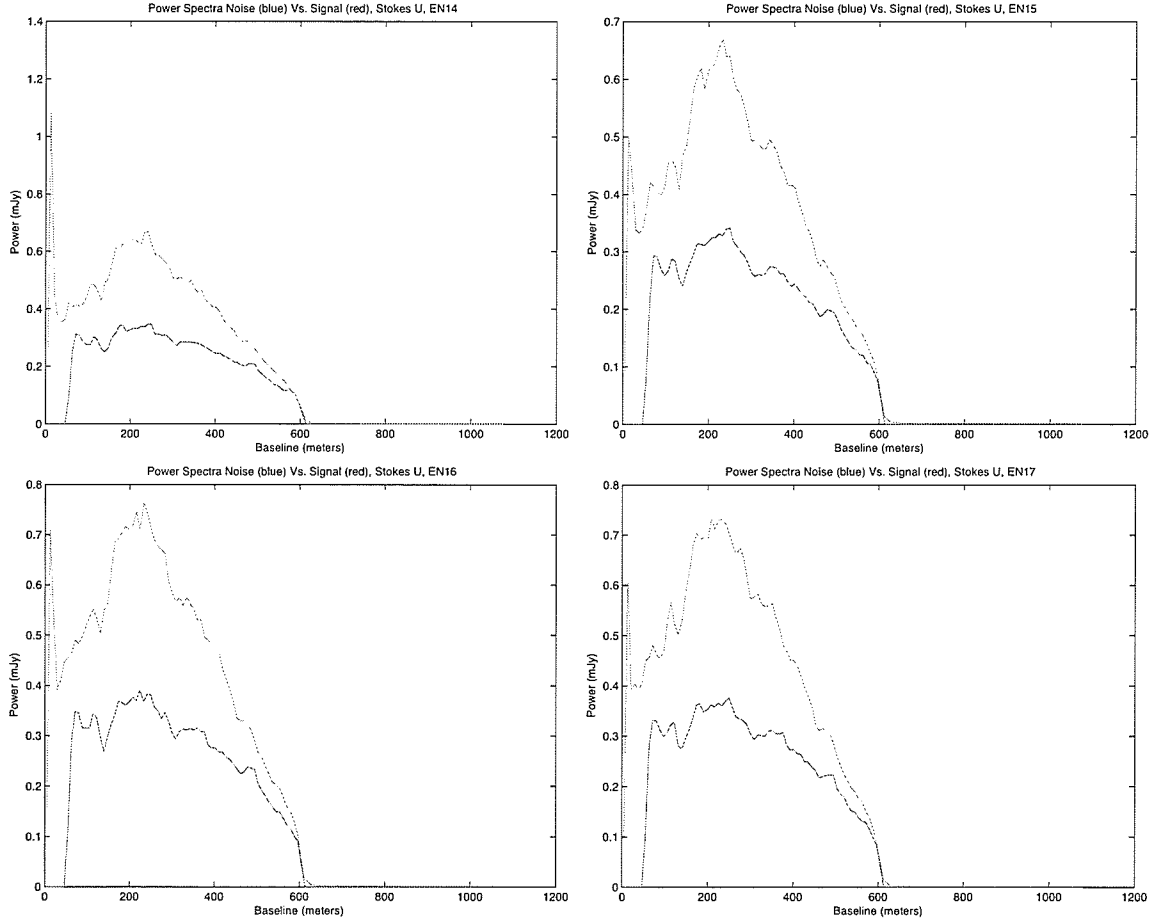 Power Spectra Noise (blue) Vs. Signal (red), Stokes U, EN14
1.4
1.2
1
0.8
0.6
0.4
0.2
0
Power (mJy)
0 200 400 600 800 1000 1200
Baseline (meters)
Power Spectra Noise (blue) Vs. Signal (red), Stokes U, EN15
0.7
0.6
0.5
0.4
0.3
0.2
0.1
0
Power (mJy)
0 200 400 600 800 1000 1200
Baseline (meters)
Power Spectra Noise (blue) Vs. Signal (red), Stokes U, EN16
0.8
0.7
0.6
0.5
0.4
0.3
0.2
0.1
0
Power (mJy)
0 200 400 600 800 1000 1200
Baseline (meters)
Power Spectra Noise (blue) Vs. Signal (red), Stokes U, EN17
0.8
0.7
0.6
0.5
0.4
0.3
0.2
0.1
0
Power (mJy)
0 200 400 600 800 1000 1200
Baseline (meters)